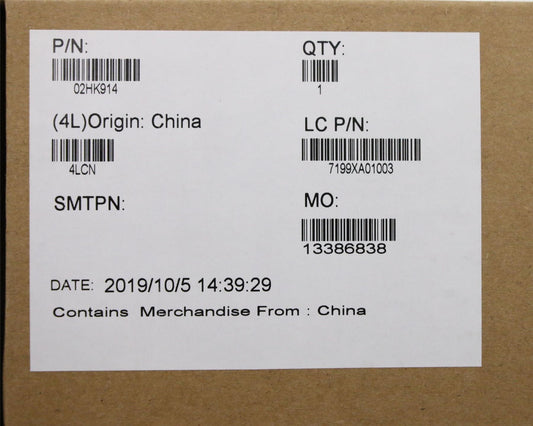 P/N:
02HK914
QTY:
1
(4L)Origin: China
4LCN
LC P/N:
7199XA01003
SMTPN:
MO:
13386838
DATE: 2019/10/5 14:39:29
Contains Merchandise From : China